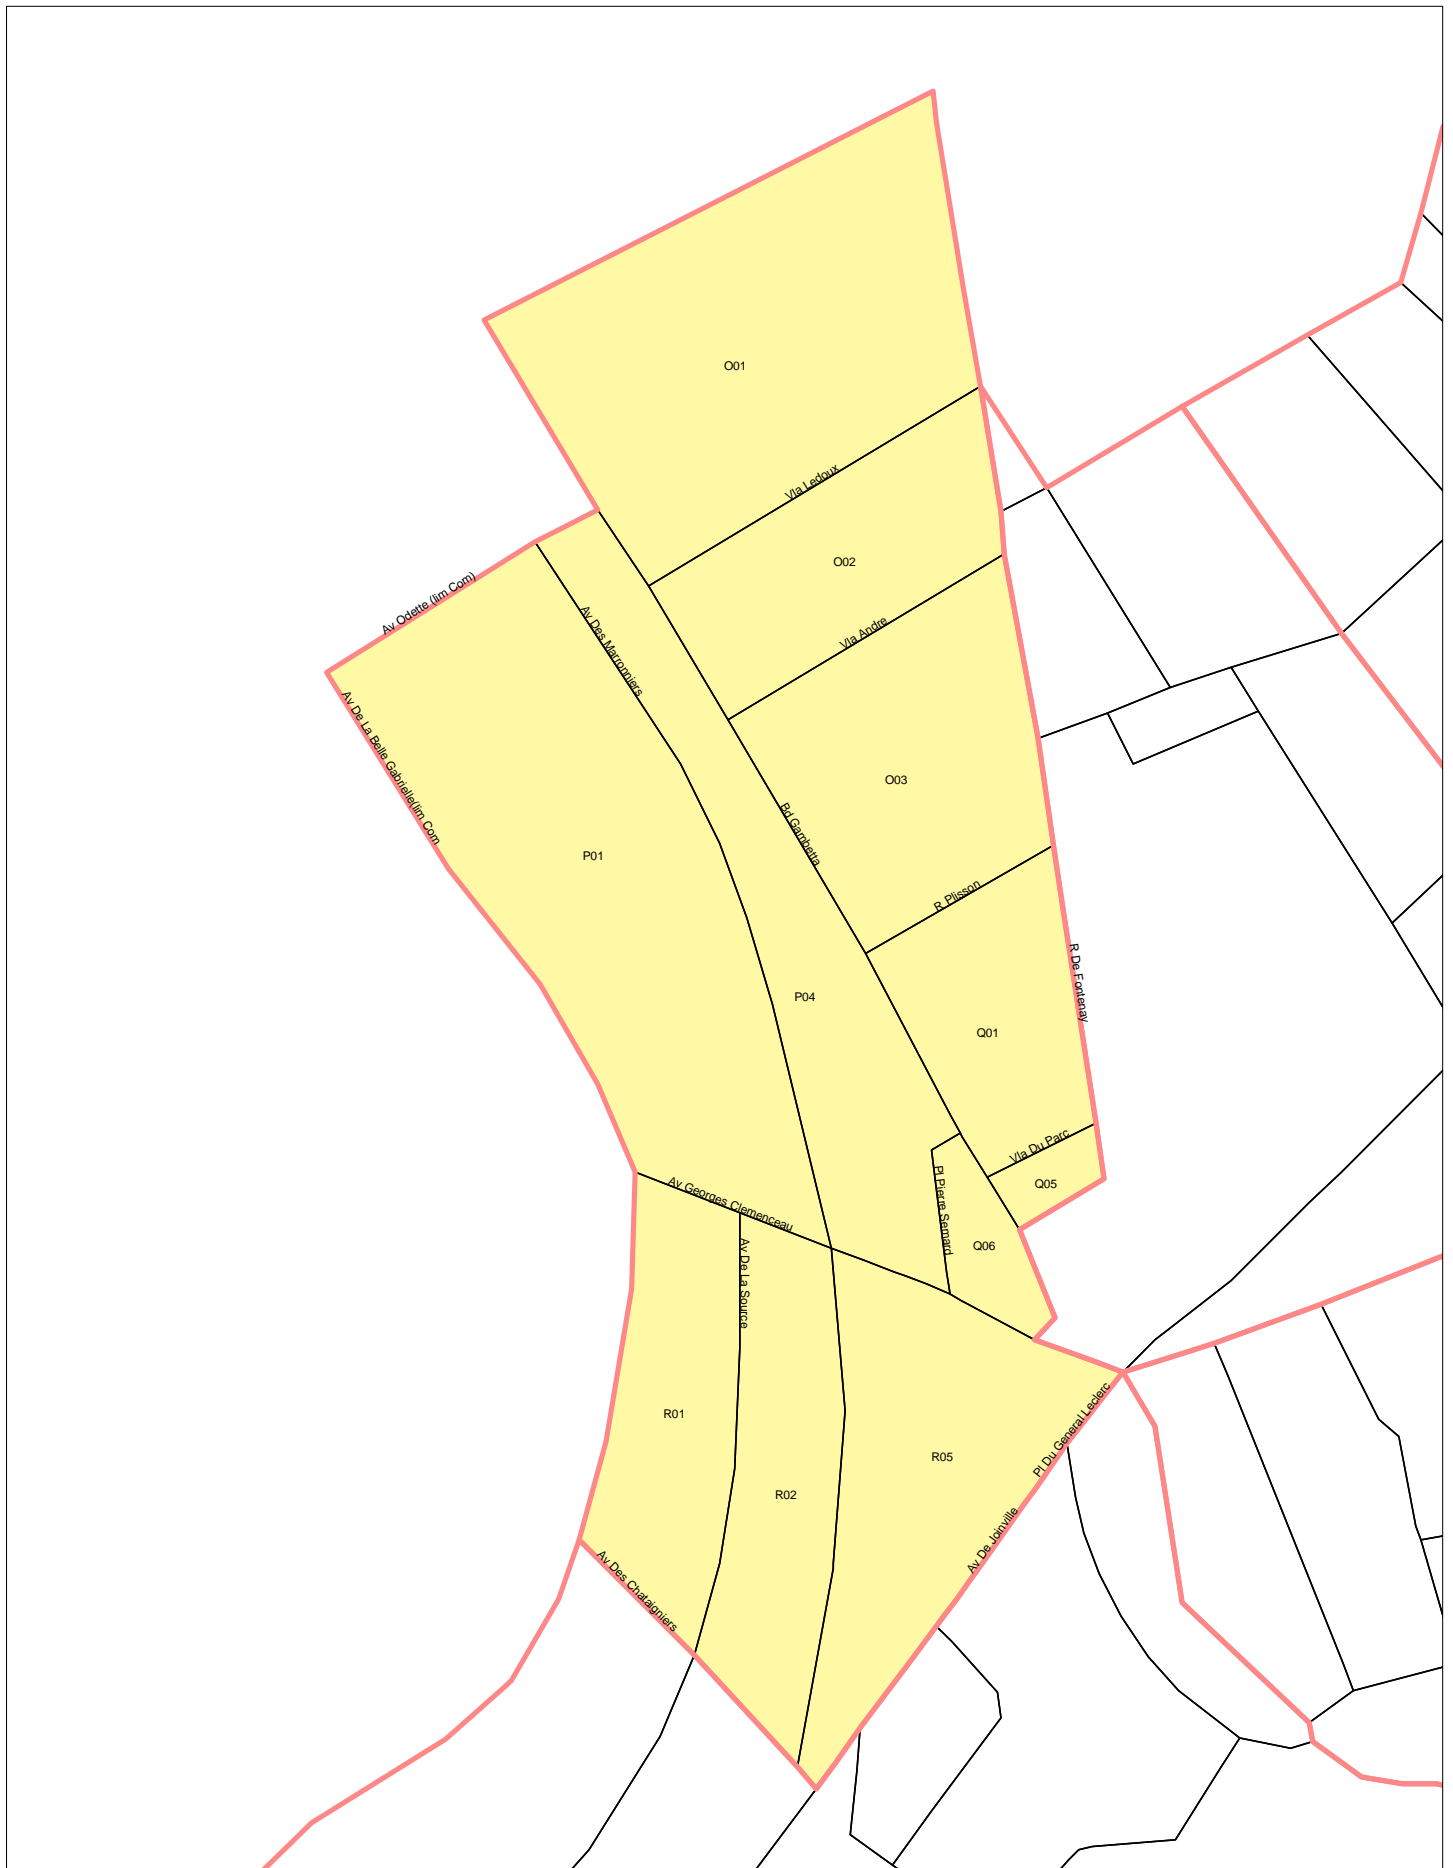 O01
Vla Ledoux
O02
Av Odette (lim Com)
Vla Andre
Av Des Marronniers
Av De La Belle Gabrielle(lim Com
O03
Bd Gambetta
P01
R Plisson
R De Fontenay
P04
Q01
Vla Du Parc
Q05
Pl Pierre Semard
Av Georges Clemenceau
Q06
Av De La Source
R01
Pl Du General Leclerc
R05
R02
Av De Joinville
Av Des Chataigniers